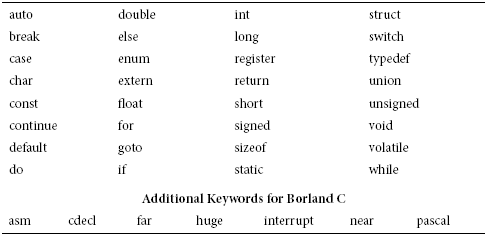 auto double int struct
break else long switch
case enum register typedef
char extern return union
const float short unsigned
continue for signed void
default goto sizeof volatile
do if static while
Additional Keywords for Borland C
asm cdecl far huge interrupt near pascal